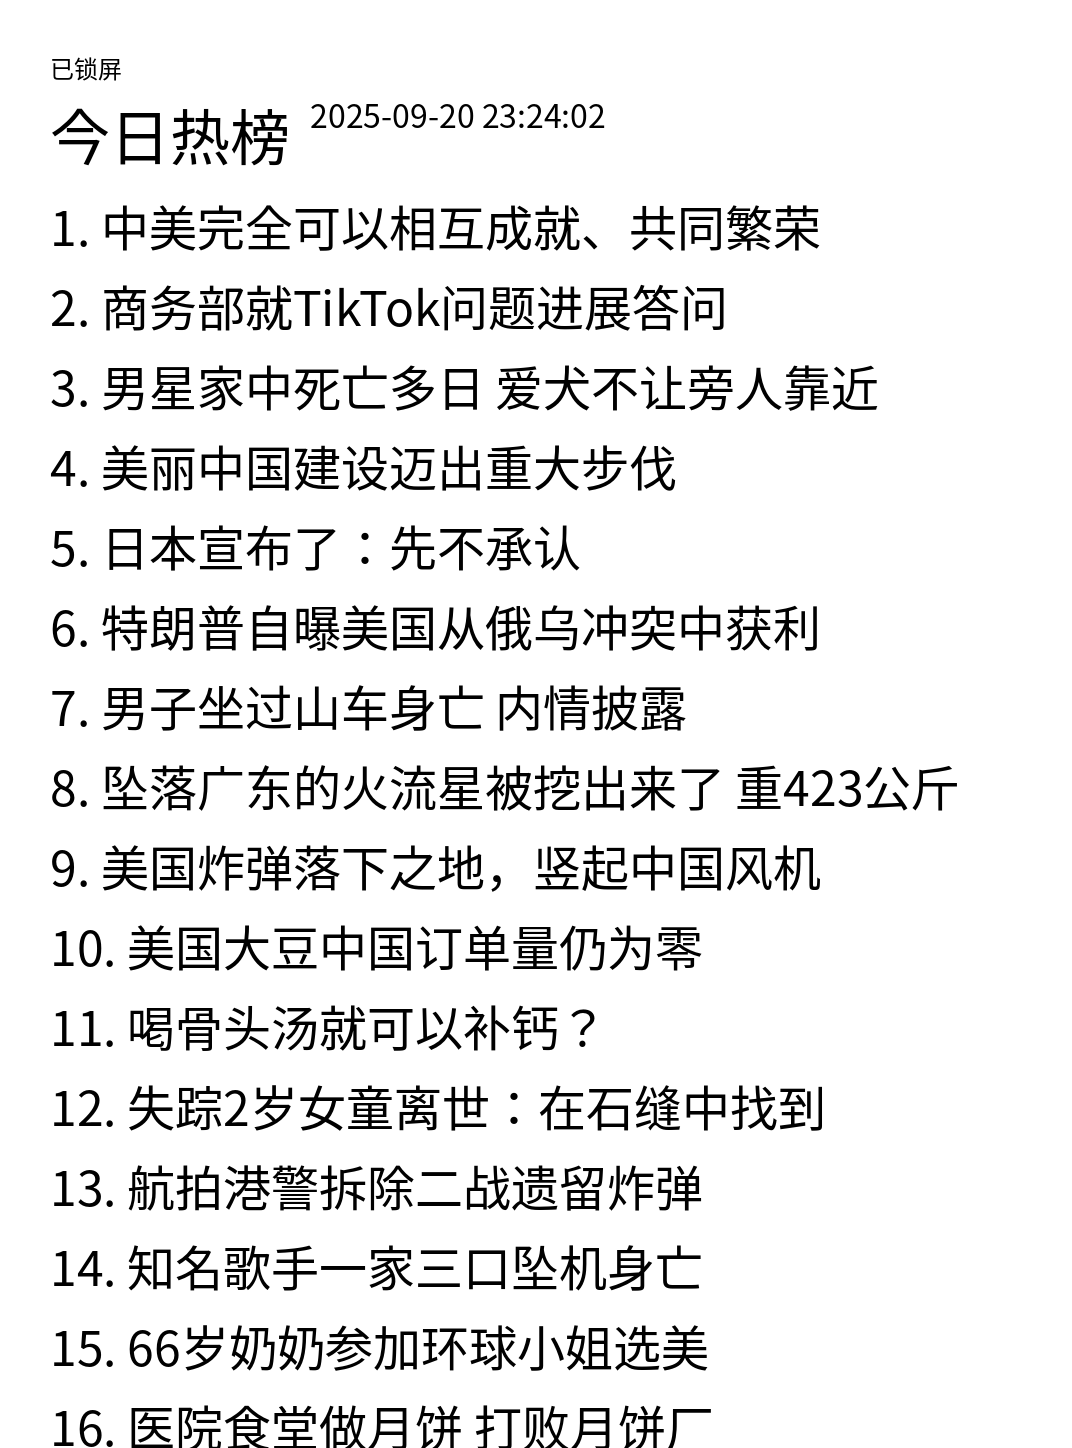 已锁屏
今日热榜 2025-09-20 23:24:02
1. 中美完全可以相互成就、共同繁荣
2. 商务部就TikTok问题进展答问
3. 男星家中死亡多日 爱犬不让旁人靠近
4. 美丽中国建设迈出重大步伐
5. 日本宣布了：先不承认
6. 特朗普自曝美国从俄乌冲突中获利
7. 男子坐过山车身亡 内情披露
8. 坠落广东的火流星被挖出来了 重423公斤
9. 美国炸弹落下之地，竖起中国风机
10. 美国大豆中国订单量仍为零
11. 喝骨头汤就可以补钙？
12. 失踪2岁女童离世：在石缝中找到
13. 航拍港警拆除二战遗留炸弹
14. 知名歌手一家三口坠机身亡
15. 66岁奶奶参加环球小姐选美
16. 医院食堂做月饼 打败月饼厂